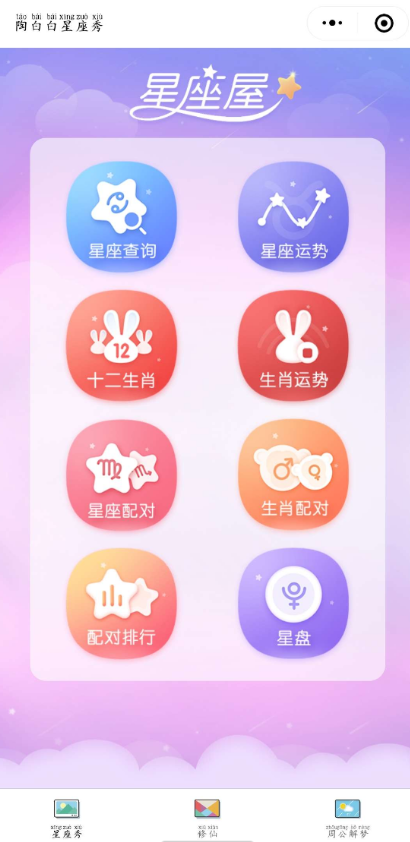 táo bái bái xīng zuò xiù
陶白白星座秀
星座屋
星座查询
星座运势
12
十二生肖
生肖运势
星座配对
生肖配对
配对排行
星盘
xīng zuò xiù
星座秀
xiū xiān
修仙
zhōu gōng jiě mèng
周公解梦